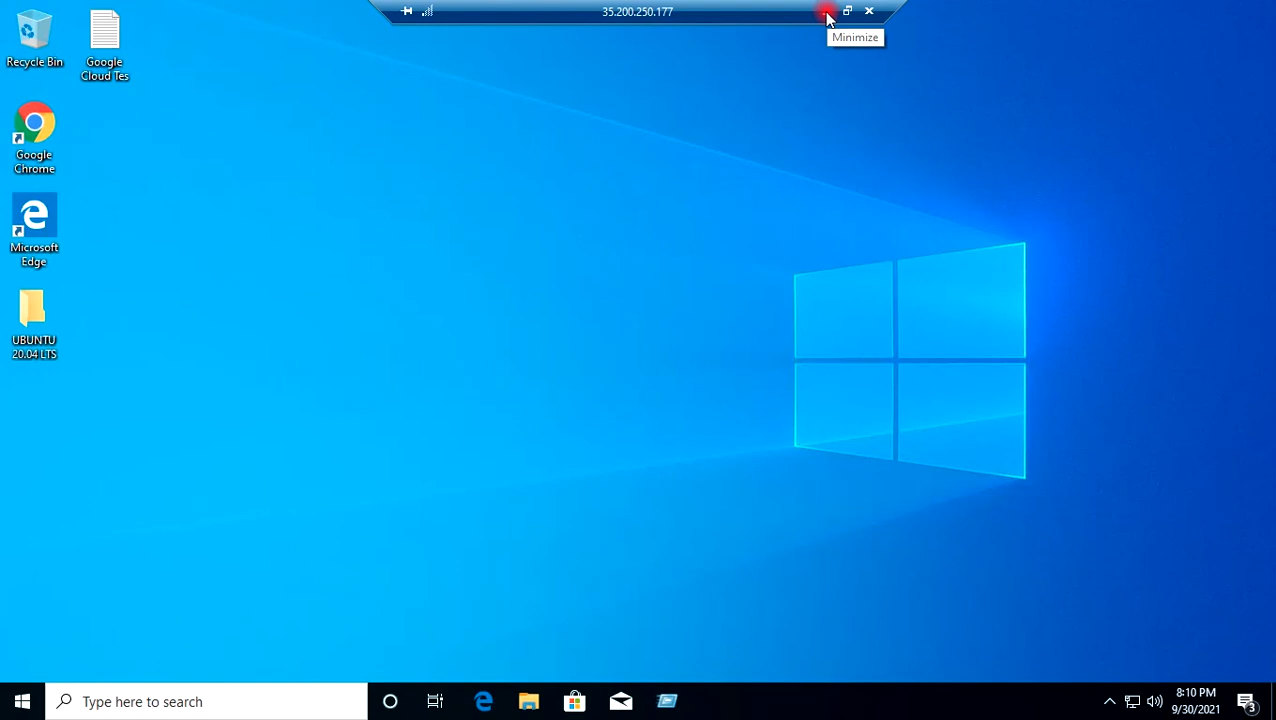 35.200.250.177
Minimize
Recycle Bin
Google
Cloud Tes
Google
Chrome
Microsoft
Edge
UBUNTU
20.04 LTS
Type here to search
8:10 PM
9/30/2021
3